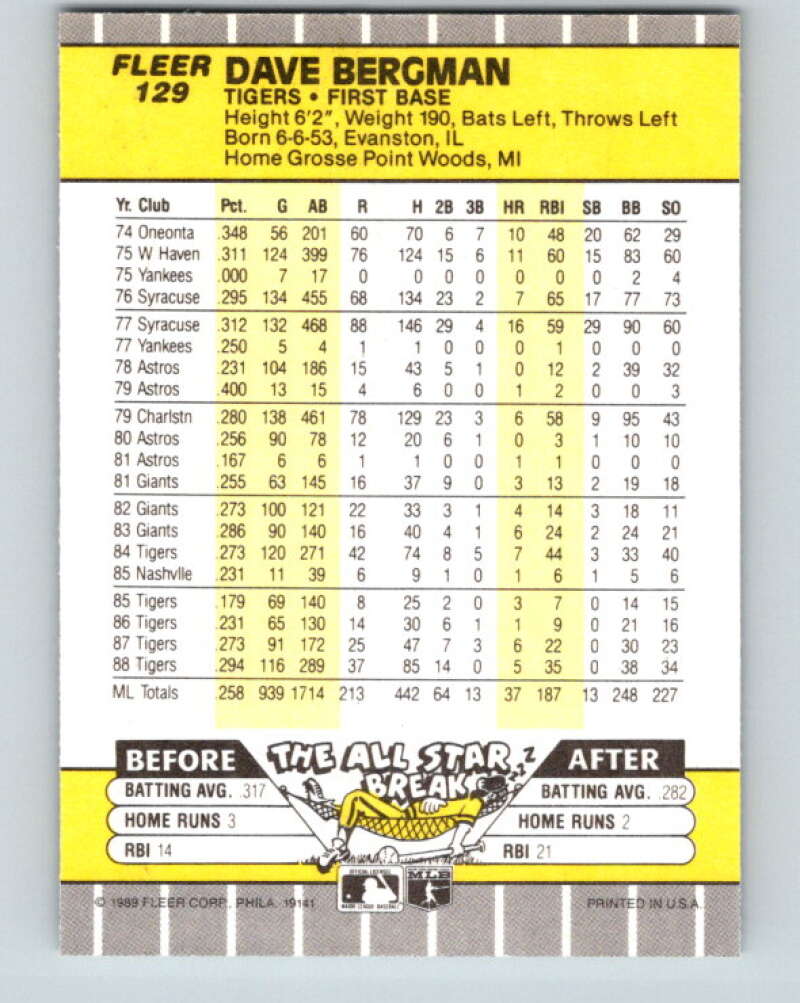 FLEER DAVE BERGMAN
129 TIGERS • FIRST BASE
Height 6'2", Weight 190, Bats Left, Throws Left
Born 6-6-53, Evanston, IL
Home Grosse Point Woods, MI
Yr. Club Pct. G AB R H 2B 3B HR RBI SB BB SO
74 Oneonta .348 56 201 60 70 6 7 10 48 20 62 29
75 W Haven .311 124 399 76 124 15 6 11 60 15 83 60
75 Yankees .000 7 17 0 0 0 0 0 0 0 2 4
76 Syracuse .295 134 455 68 134 23 2 7 65 17 77 73
77 Syracuse .312 132 468 88 146 29 4 16 59 29 90 60
77 Yankees .250 5 4 1 1 0 0 0 1 0 0 0
78 Astros .231 104 186 15 43 5 1 0 12 2 39 32
79 Astros .400 13 15 4 6 0 0 1 2 0 0 3
79 Charlstn .280 138 461 78 129 23 3 6 58 9 95 43
80 Astros .256 90 78 12 20 6 1 0 3 1 10 10
81 Astros .167 6 6 1 1 0 0 1 1 0 0 0
81 Giants .255 63 145 16 37 9 0 3 13 2 19 18
82 Giants .273 100 121 22 33 3 1 4 14 3 18 11
83 Giants .286 90 140 16 40 4 1 6 24 2 24 21
84 Tigers .273 120 271 42 74 8 5 7 44 3 33 40
85 Nashvlle .231 11 39 6 9 1 0 1 6 1 5 6
85 Tigers .179 69 140 8 25 2 0 3 7 0 14 15
86 Tigers .231 65 130 14 30 6 1 1 9 0 21 16
87 Tigers .273 91 172 25 47 7 3 6 22 0 30 23
88 Tigers .294 116 289 37 85 14 0 5 35 0 38 34
ML Totals .258 939 1714 213 442 64 13 37 187 13 248 227
BEFORE THE ALL STAR BREAK ZZZ AFTER
BATTING AVG. .317 BATTING AVG. .282
HOME RUNS 3 HOME RUNS 2
RBI 14 RBI 21
OFFICIAL LICENSEE
MAJOR LEAGUE BASEBALL
MLB
© 1989 FLEER CORP. PHILA. 19141 PRINTED IN U.S.A.